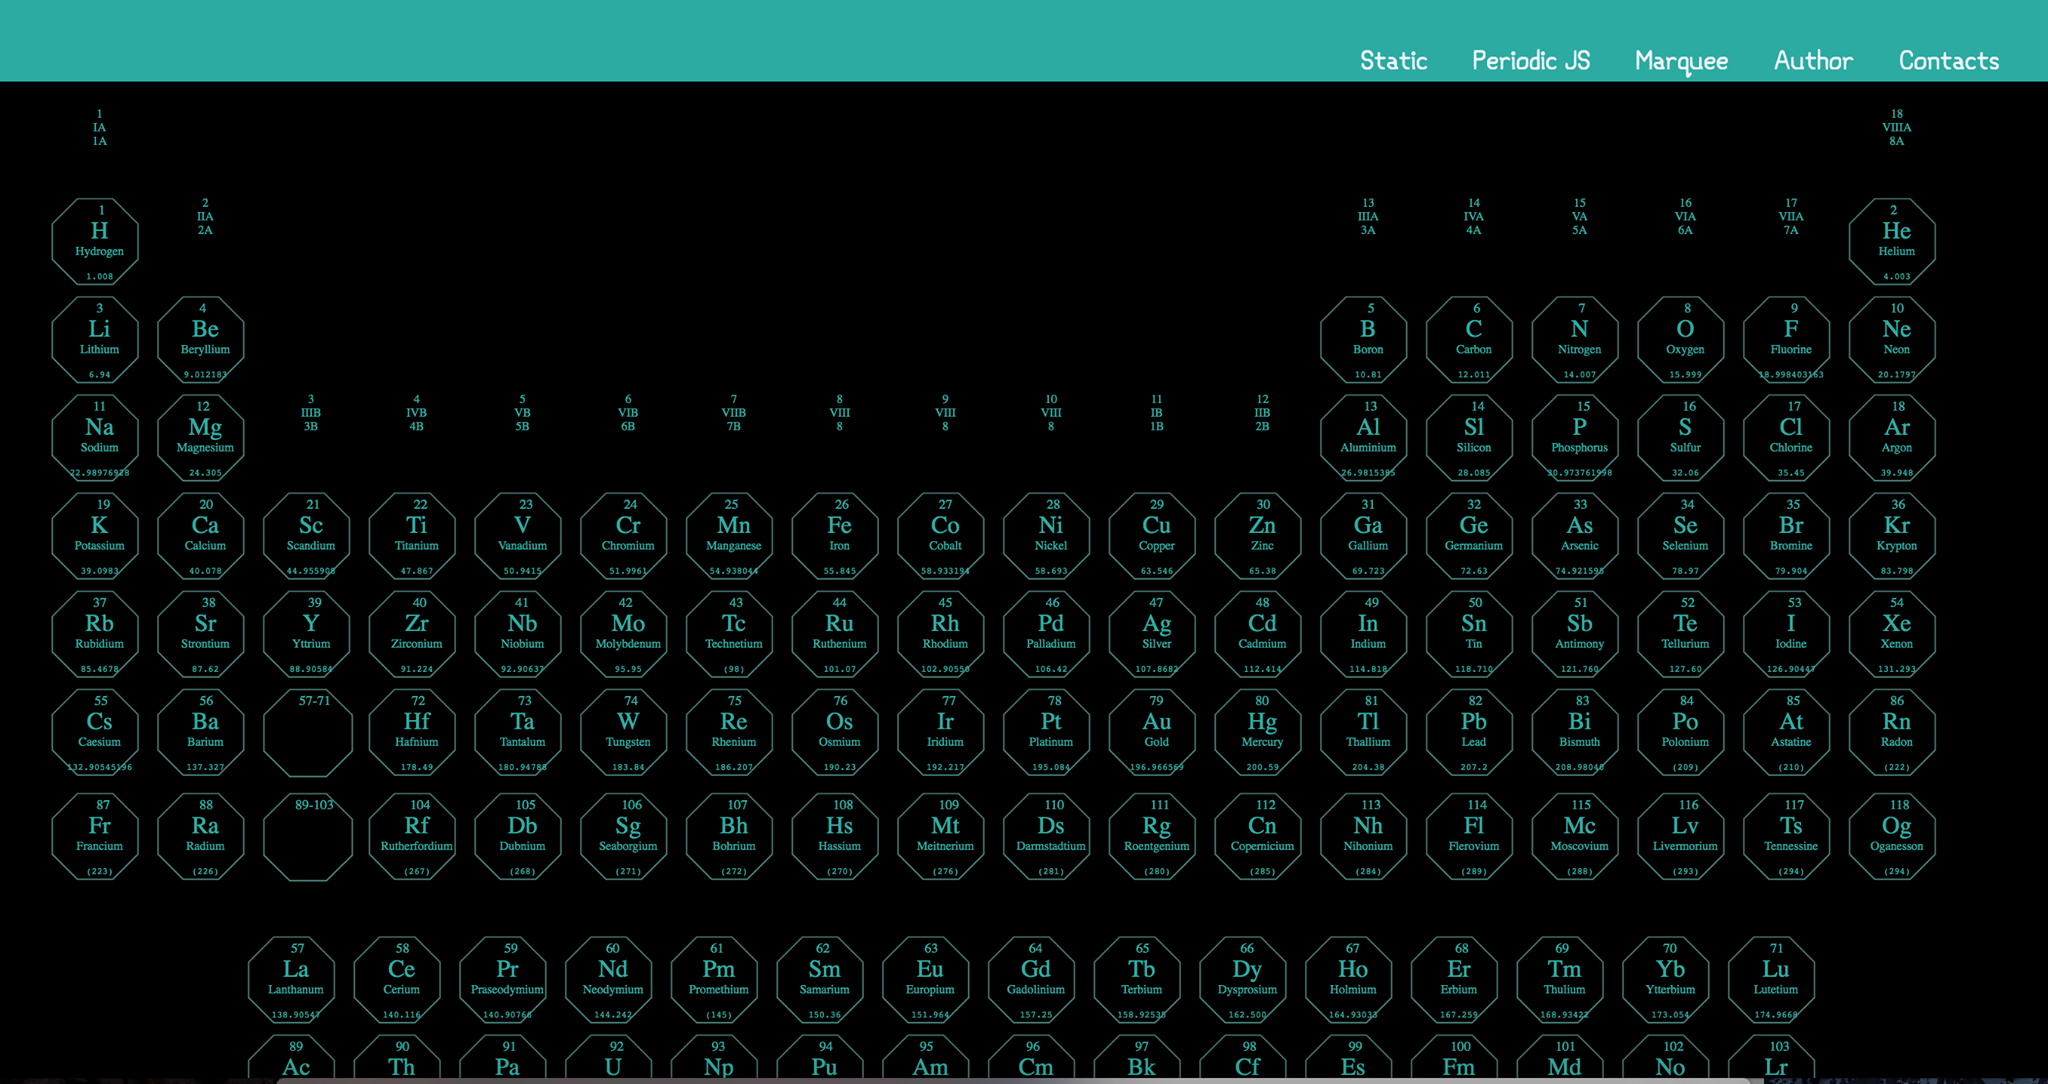 Static Periodic JS Marquee Author Contacts
1 18
IA VIIIA
1A 8A
1 2 13 14 15 16 17 2
H IIA IIIA IVA VA VIA VIIA He
Hydrogen 2A 3A 4A 5A 6A 7A Helium
1.008 4.003
3 4 5 6 7 8 9 10
Li Be B C N O F Ne
Lithium Beryllium Boron Carbon Nitrogen Oxygen Fluorine Neon
6.94 9.012183 10.81 12.011 14.007 15.999 18.998403163 20.1797
11 12 3 4 5 6 7 8 9 10 11 12 13 14 15 16 17 18
Na Mg IIIB IVB VB VIB VIIB VIII VIII VIII IB IIB Al Sl P S Cl Ar
Sodium Magnesium 3B 4B 5B 6B 7B 8 8 8 1B 2B Aluminium Silicon Phosphorus Sulfur Chlorine Argon
22.98976928 24.305 26.9815385 28.085 30.973761998 32.06 35.45 39.948
19 20 21 22 23 24 25 26 27 28 29 30 31 32 33 34 35 36
K Ca Sc Ti V Cr Mn Fe Co Ni Cu Zn Ga Ge As Se Br Kr
Potassium Calcium Scandium Titanium Vanadium Chromium Manganese Iron Cobalt Nickel Copper Zinc Gallium Germanium Arsenic Selenium Bromine Krypton
39.0983 40.078 44.955908 47.867 50.9415 51.9961 54.938044 55.845 58.933194 58.693 63.546 65.38 69.723 72.63 74.921595 78.97 79.904 83.798
37 38 39 40 41 42 43 44 45 46 47 48 49 50 51 52 53 54
Rb Sr Y Zr Nb Mo Tc Ru Rh Pd Ag Cd In Sn Sb Te I Xe
Rubidium Strontium Yttrium Zirconium Niobium Molybdenum Technetium Ruthenium Rhodium Palladium Silver Cadmium Indium Tin Antimony Tellurium Iodine Xenon
85.4678 87.62 88.90584 91.224 92.90637 95.95 (98) 101.07 102.90550 106.42 107.8682 112.414 114.818 118.710 121.760 127.60 126.90447 131.293
55 56 57-71 72 73 74 75 76 77 78 79 80 81 82 83 84 85 86
Cs Ba Hf Ta W Re Os Ir Pt Au Hg Tl Pb Bi Po At Rn
Caesium Barium Hafnium Tantalum Tungsten Rhenium Osmium Iridium Platinum Gold Mercury Thallium Lead Bismuth Polonium Astatine Radon
132.90545196 137.327 178.49 180.94788 183.84 186.207 190.23 192.217 195.084 196.966569 200.59 204.38 207.2 208.98040 (209) (210) (222)
87 88 89-103 104 105 106 107 108 109 110 111 112 113 114 115 116 117 118
Fr Ra Rf Db Sg Bh Hs Mt Ds Rg Cn Nh Fl Mc Lv Ts Og
Francium Radium Rutherfordium Dubnium Seaborgium Bohrium Hassium Meitnerium Darmstadtium Roentgenium Copernicium Nihonium Flerovium Moscovium Livermorium Tennessine Oganesson
(223) (226) (267) (268) (271) (272) (270) (276) (281) (280) (285) (284) (289) (288) (293) (294) (294)
57 58 59 60 61 62 63 64 65 66 67 68 69 70 71
La Ce Pr Nd Pm Sm Eu Gd Tb Dy Ho Er Tm Yb Lu
Lanthanum Cerium Praseodymium Neodymium Promethium Samarium Europium Gadolinium Terbium Dysprosium Holmium Erbium Thulium Ytterbium Lutetium
138.90547 140.116 140.90766 144.242 (145) 150.36 151.964 157.25 158.92535 162.500 164.93033 167.259 168.93422 173.054 174.9668
89 90 91 92 93 94 95 96 97 98 99 100 101 102 103
Ac Th Pa U Np Pu Am Cm Bk Cf Es Fm Md No Lr